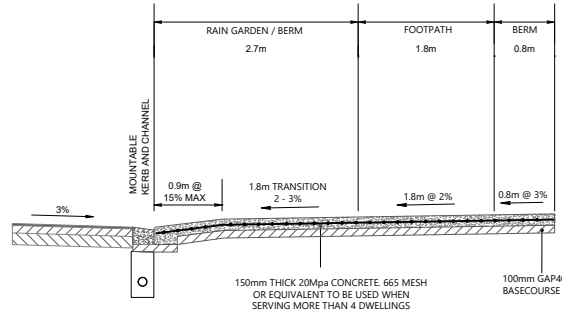 RAIN GARDEN / BERM
2.7m
FOOTPATH
1.8m
BERM
0.8m
MOUNTABLE
KERB AND CHANNEL
0.9m @
15% MAX
1.8m TRANSITION
2 - 3%
1.8m @ 2%
0.8m @ 3%
3%
150mm THICK 20Mpa CONCRETE. 665 MESH
OR EQUIVALENT TO BE USED WHEN
SERVING MORE THAN 4 DWELLINGS
100mm GAP4
BASECOURSE